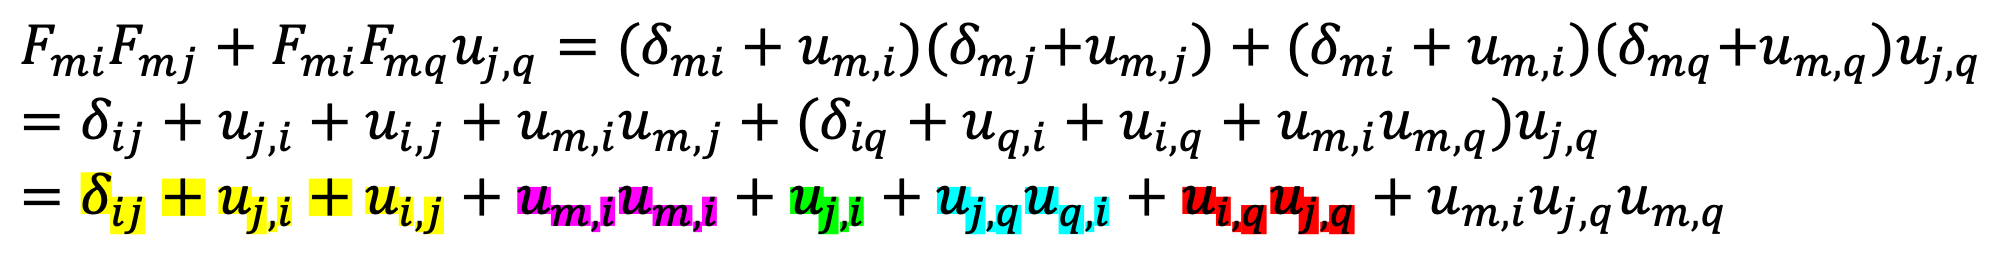 F_{mi}F_{mj} + F_{mi}F_{mq}u_{j,q} = (δ_{mi} + u_{m,i})(δ_{mj}+u_{m,j}) + (δ_{mi} + u_{m,i})(δ_{mq}+u_{m,q})u_{j,q}
= δ_{ij} + u_{j,i} + u_{i,j} + u_{m,i}u_{m,j} + (δ_{iq} + u_{q,i} + u_{i,q} + u_{m,i}u_{m,q})u_{j,q}
= δ_{ij} + u_{j,i} + u_{i,j} + u_{m,i}u_{m,i} + u_{j,i} + u_{j,q}u_{q,i} + u_{i,q}u_{j,q} + u_{m,i}u_{j,q}u_{m,q}